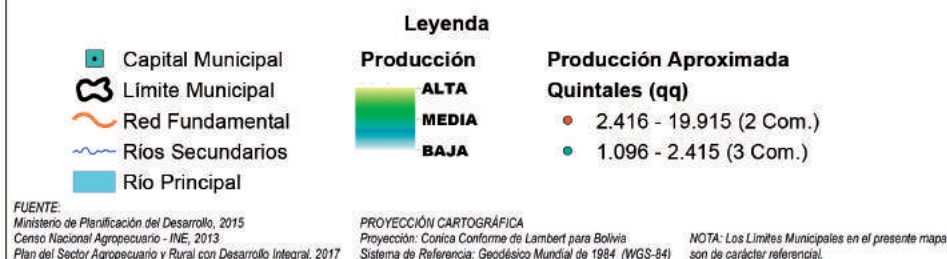 Leyenda
Capital Municipal
Límite Municipal
Red Fundamental
Ríos Secundarios
Río Principal
Producción
ALTA
MEDIA
BAJA
Producción Aproximada
Quintales (qq)
2.416 - 19.915 (2 Com.)
1.096 - 2.415 (3 Com.)
FUENTE:
Ministerio de Planificación del Desarrollo, 2015
Censo Nacional Agropecuario - INE, 2013
Plan del Sector Agropecuario y Rural con Desarrollo Integral, 2017
PROYECCIÓN CARTOGRÁFICA
Proyección: Conica Conforme de Lambert para Bolivia
Sistema de Referencia: Geodésico Mundial de 1984 (WGS-84)
NOTA: Los Límites Municipales en el presente mapa
son de carácter referencial.